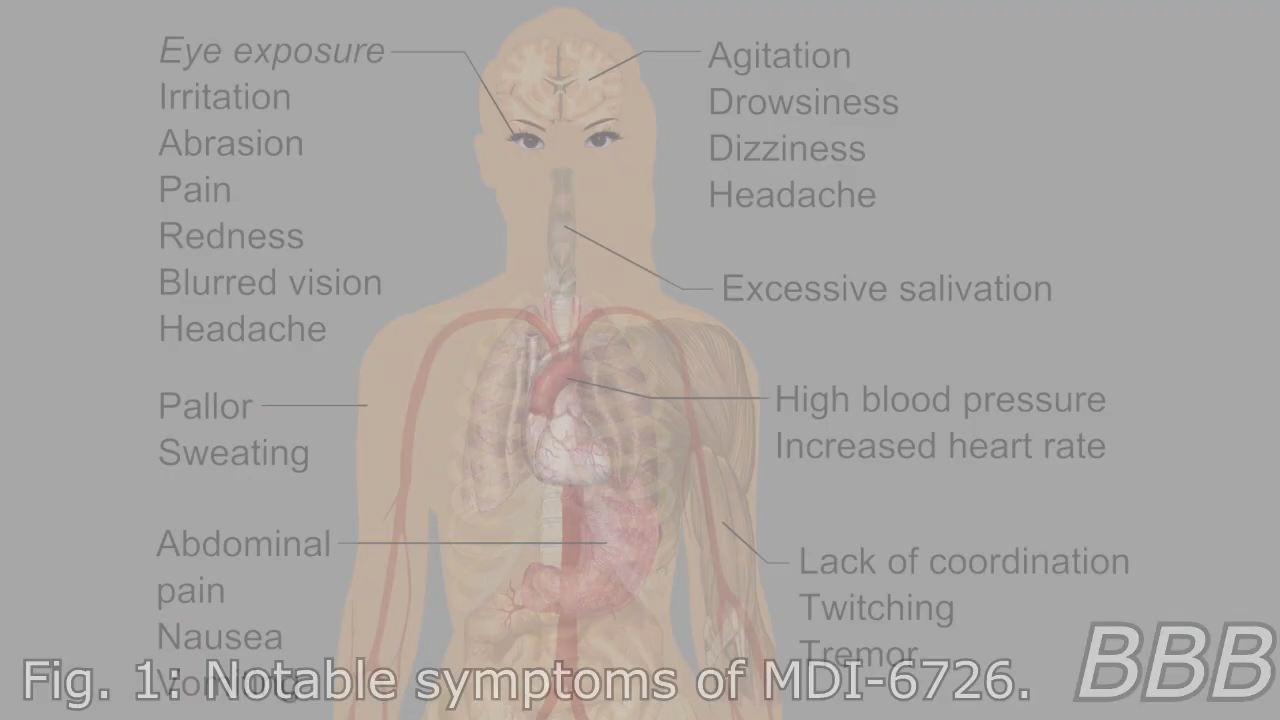 Eye exposure
Irritation
Abrasion
Pain
Redness
Blurred vision
Headache
Pallor
Sweating
Abdominal
pain
Nausea
Vomiting
Agitation
Drowsiness
Dizziness
Headache
Excessive salivation
High blood pressure
Increased heart rate
Lack of coordination
Twitching
Tremor
Fig. 1: Notable symptoms of MDI-6726.
BBB